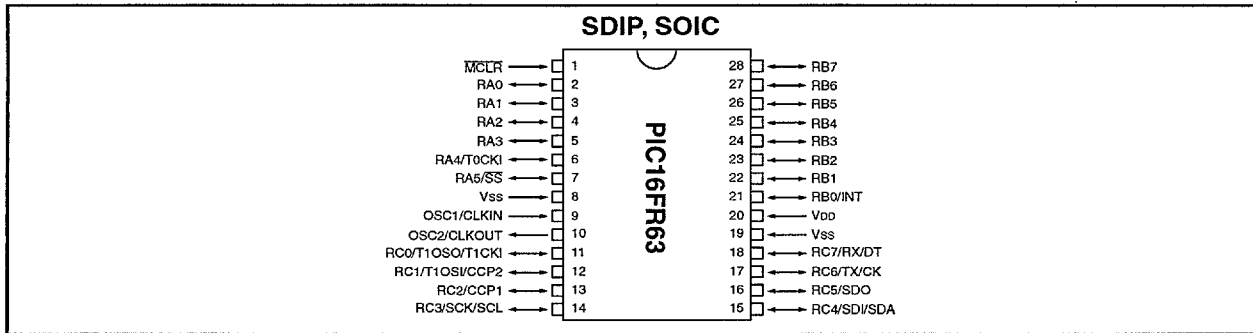 SDIP, SOIC
MCLR 1 28 RB7
RA0 2 27 RB6
RA1 3 26 RB5
RA2 4 25 RB4
RA3 5 24 RB3
RA4/T0CKI 6 23 RB2
RA5/SS 7 22 RB1
VSS 8 21 RB0/INT
OSC1/CLKIN 9 20 VDD
OSC2/CLKOUT 10 19 VSS
RC0/T1OSO/T1CKI 11 18 RC7/RX/DT
RC1/T1OSI/CCP2 12 17 RC6/TX/CK
RC2/CCP1 13 16 RC5/SDO
RC3/SCK/SCL 14 15 RC4/SDI/SDA
PIC16FR63